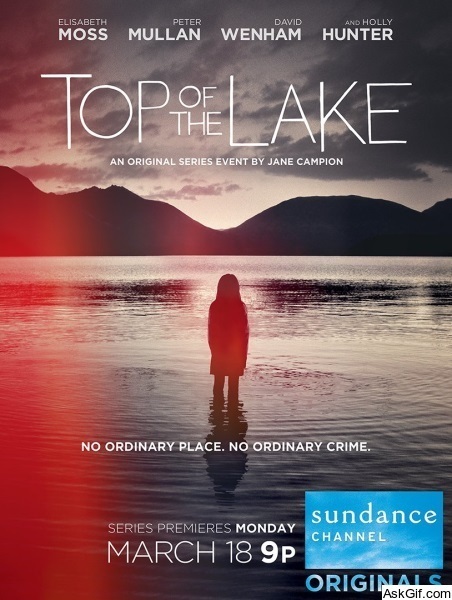 ELISABETH MOSS PETER MULLAN DAVID WENHAM AND HOLLY HUNTER
TOP OF THE LAKE
AN ORIGINAL SERIES EVENT BY JANE CAMPION
NO ORDINARY PLACE. NO ORDINARY CRIME.
SERIES PREMIERES MONDAY
MARCH 18 9P
sundance
CHANNEL
ORIGINALS
AskGif.com